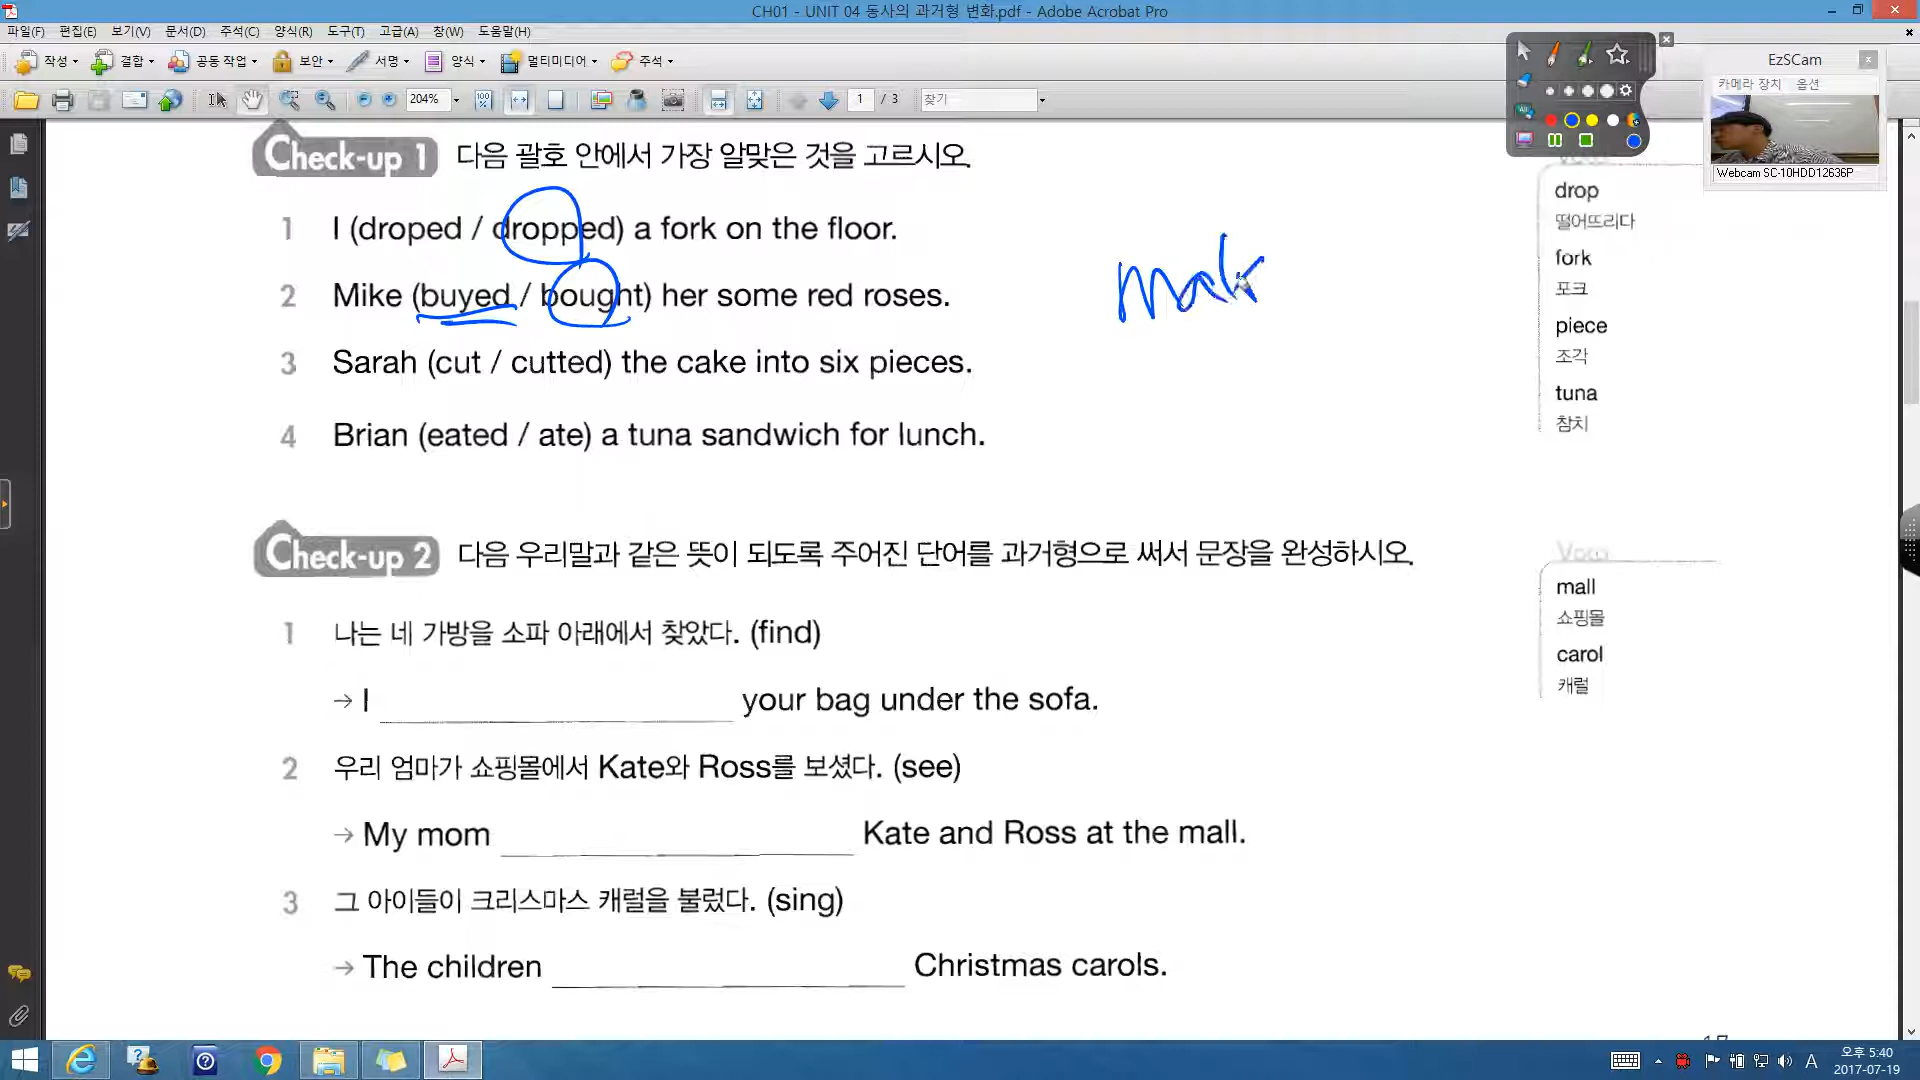 CH01 - UNIT 04 동사의 과거형 변화.pdf - Adobe Acrobat Pro
파일(F) 편집(E) 보기(V) 문서(D) 주석(C) 양식(R) 도구(T) 고급(A) 창(W) 도움말(H)
작성 결합 공동 작업 보안 서명 양식 멀티미디어 주석
204% 1 / 3 찾기
EzSCam
카메라 장치 옵션
Webcam SC-10HDD12636P
Check-up 1 다음 괄호 안에서 가장 알맞은 것을 고르시오.
1 I (droped / dropped) a fork on the floor.
2 Mike (buyed / bought) her some red roses.
3 Sarah (cut / cutted) the cake into six pieces.
4 Brian (eated / ate) a tuna sandwich for lunch.
drop
떨어뜨리다
fork
포크
piece
조각
tuna
참치
Check-up 2 다음 우리말과 같은 뜻이 되도록 주어진 단어를 과거형으로 써서 문장을 완성하시오.
1 나는 네 가방을 소파 아래에서 찾았다. (find)
→ I your bag under the sofa.
2 우리 엄마가 쇼핑몰에서 Kate와 Ross를 보셨다. (see)
→ My mom Kate and Ross at the mall.
3 그 아이들이 크리스마스 캐럴을 불렀다. (sing)
→ The children Christmas carols.
Voca
mall
쇼핑몰
carol
캐럴
A 오후 5:40
2017-07-19